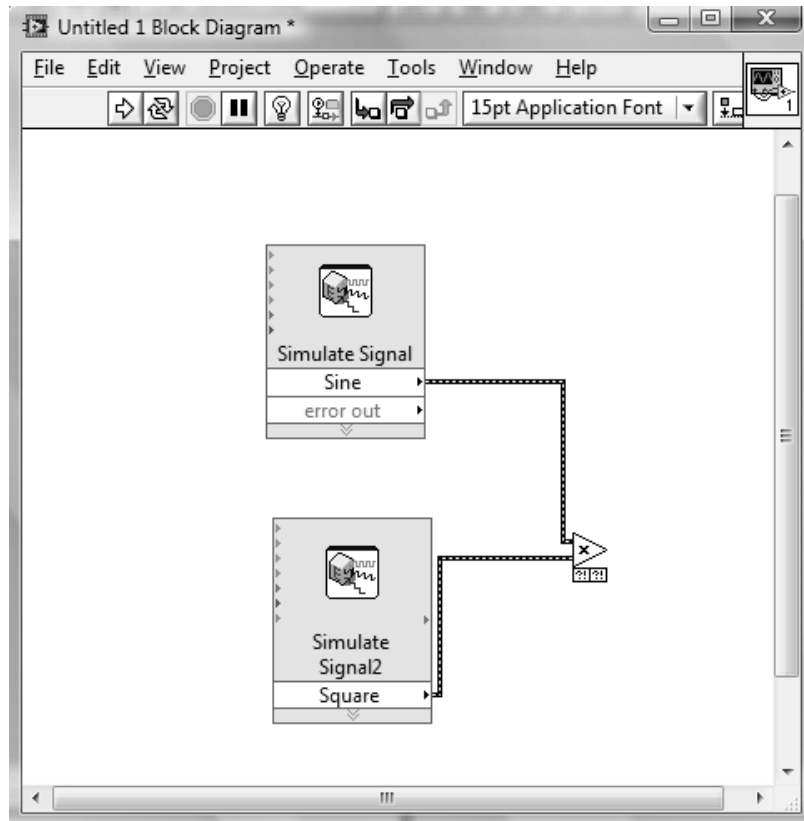 Untitled 1 Block Diagram *
File Edit View Project Operate Tools Window Help
15pt Application Font
1
Simulate Signal
Sine
error out
Simulate
Signal2
Square
×
?! ?!